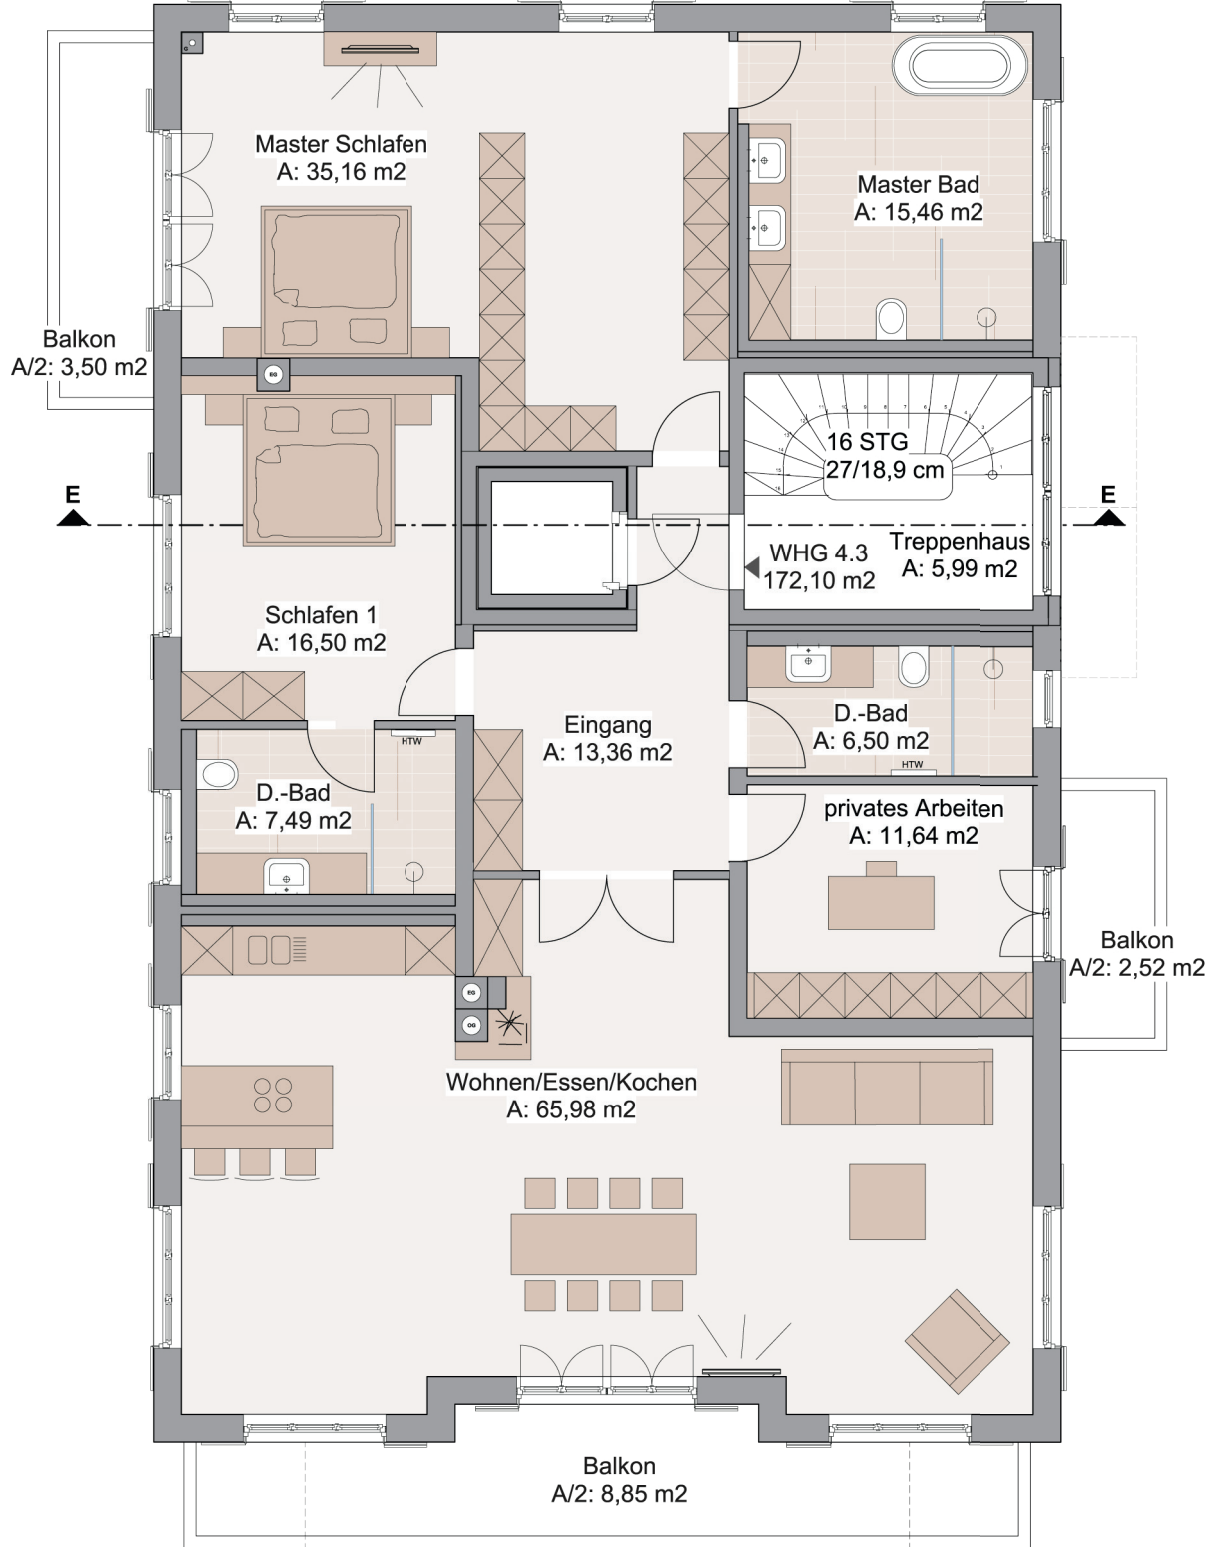 Master Schlafen
A: 35,16 m2
Master Bad
A: 15,46 m2
Balkon
A/2: 3,50 m2
EG
16 STG
27/18,9 cm
E
E
Treppenhaus
A: 5,99 m2
WHG 4.3
172,10 m2
Schlafen 1
A: 16,50 m2
Eingang
A: 13,36 m2
D.-Bad
A: 6,50 m2
HTW
HTW
D.-Bad
A: 7,49 m2
privates Arbeiten
A: 11,64 m2
Balkon
A/2: 2,52 m2
EG
OG
Wohnen/Essen/Kochen
A: 65,98 m2
Balkon
A/2: 8,85 m2